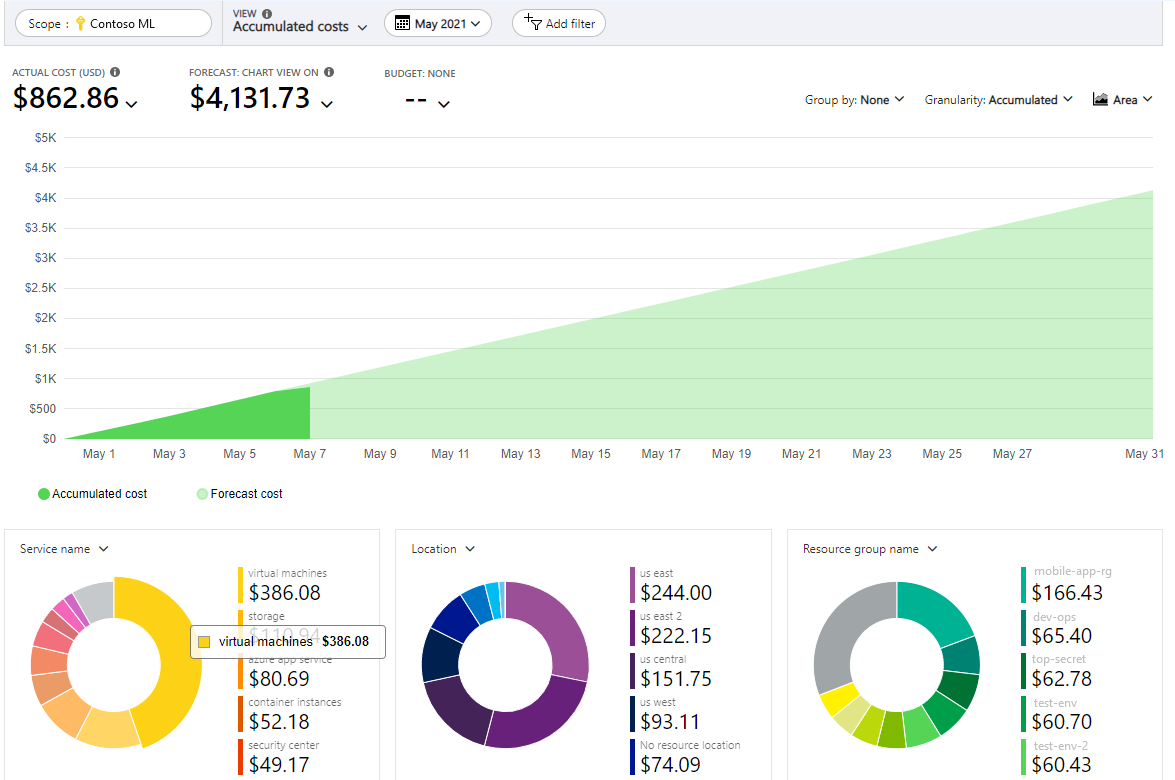 Scope : Contoso ML
VIEW
Accumulated costs
May 2021
Add filter
ACTUAL COST (USD)
$862.86
FORECAST: CHART VIEW ON
$4,131.73
BUDGET: NONE
--
Group by: None
Granularity: Accumulated
Area
$5K
$4.5K
$4K
$3.5K
$3K
$2.5K
$2K
$1.5K
$1K
$500
$0
May 1 May 3 May 5 May 7 May 9 May 11 May 13 May 15 May 17 May 19 May 21 May 23 May 25 May 27 May 31
Accumulated cost Forecast cost
Service name
virtual machines
$386.08
storage
$110.94
virtual machines $386.08
azure app service
$80.69
container instances
$52.18
security center
$49.17
Location
us east
$244.00
us east 2
$222.15
us central
$151.75
us west
$93.11
No resource location
$74.09
Resource group name
mobile-app-rg
$166.43
dev-ops
$65.40
top-secret
$62.78
test-env
$60.70
test-env-2
$60.43